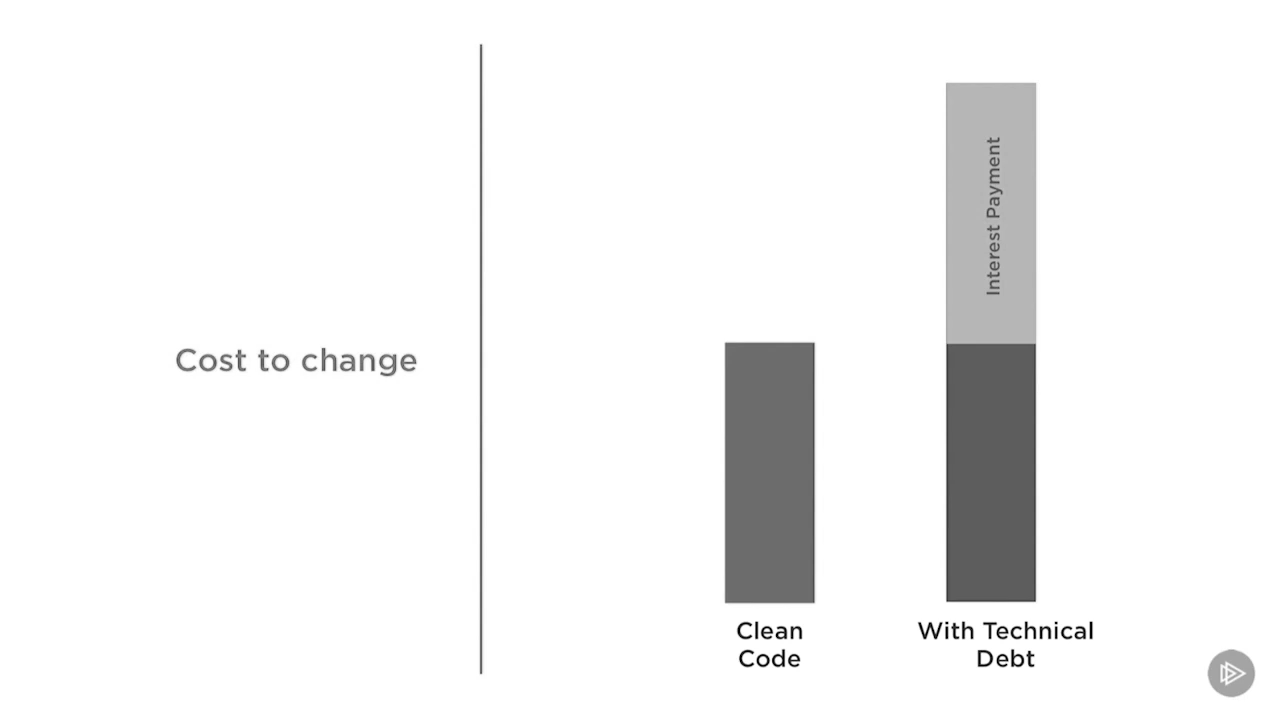 Cost to change
Interest Payment
Clean
Code
With Technical
Debt